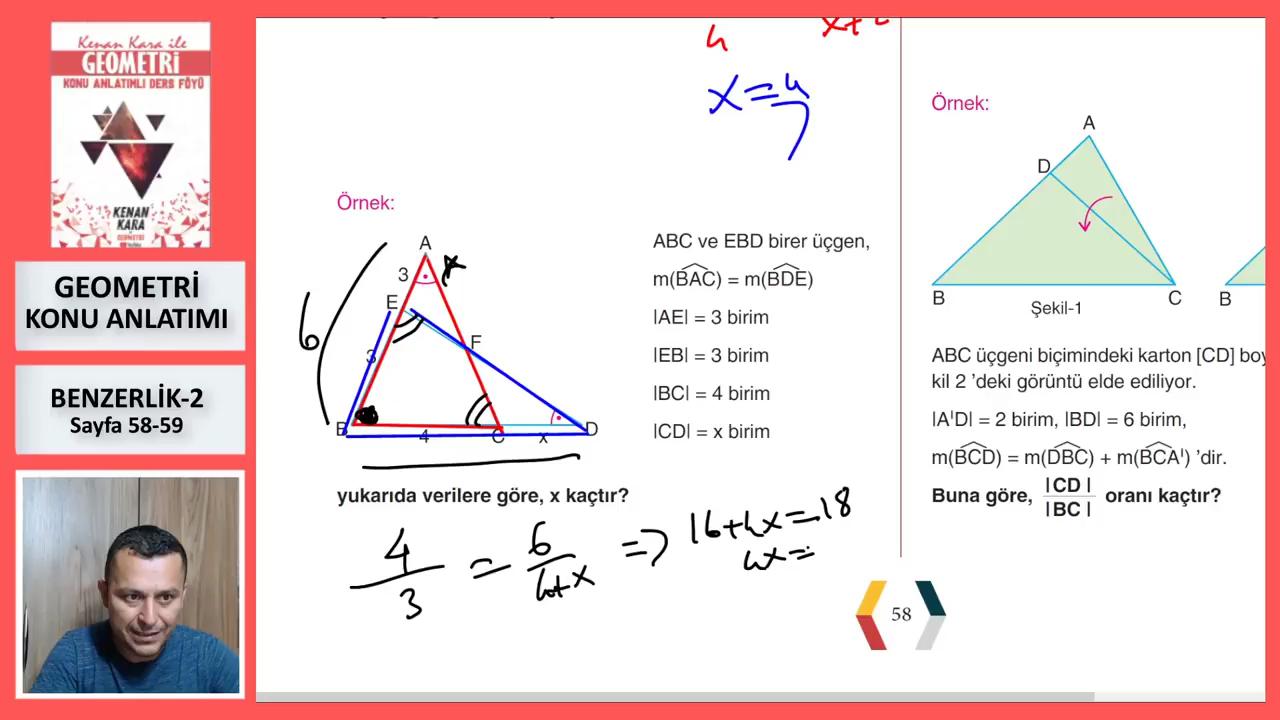 Kenan Kara ile
GEOMETRİ
KONU ANLATIMLI DERS FÖYÜ
KENAN
KARA
GEOMETRİ KONU ANLATIMI
BENZERLİK-2
Sayfa 58-59
4
x+
x=4
Örnek:
A
x
3
E
6
3
F
B
4
C
x
D
ABC ve EBD birer üçgen,
m(BAC) = m(BDE)
|AE| = 3 birim
|EB| = 3 birim
|BC| = 4 birim
|CD| = x birim
yukarıda verilere göre, x kaçtır?
4/3 = 6/4+x => 16+4x=18
4x=
Örnek:
A
D
B
C
B
Şekil-1
ABC üçgeni biçimindeki karton [CD] boy
kil 2 'deki görüntü elde ediliyor.
|A'D| = 2 birim, |BD| = 6 birim,
m(BCD) = m(DBC) + m(BCA') 'dir.
Buna göre, |CD|/|BC| oranı kaçtır?
58